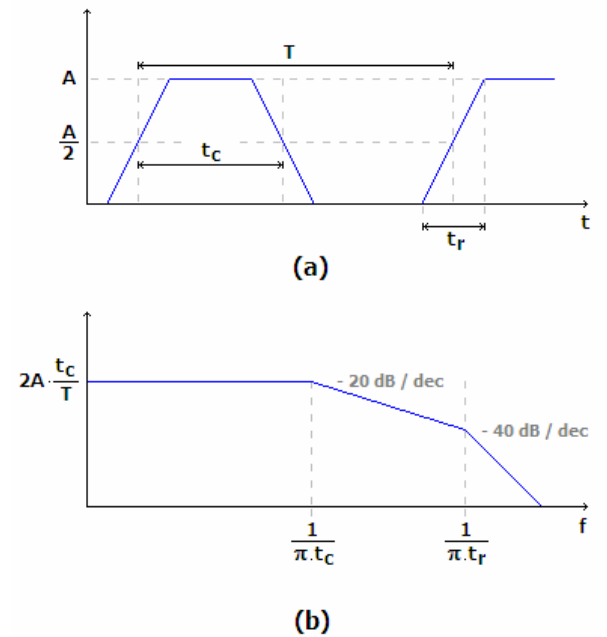 T
A
A/2
t_c
t
t_r
(a)
2A·t_c/T
- 20 dB / dec
- 40 dB / dec
1/π.t_c
1/π.t_r
f
(b)